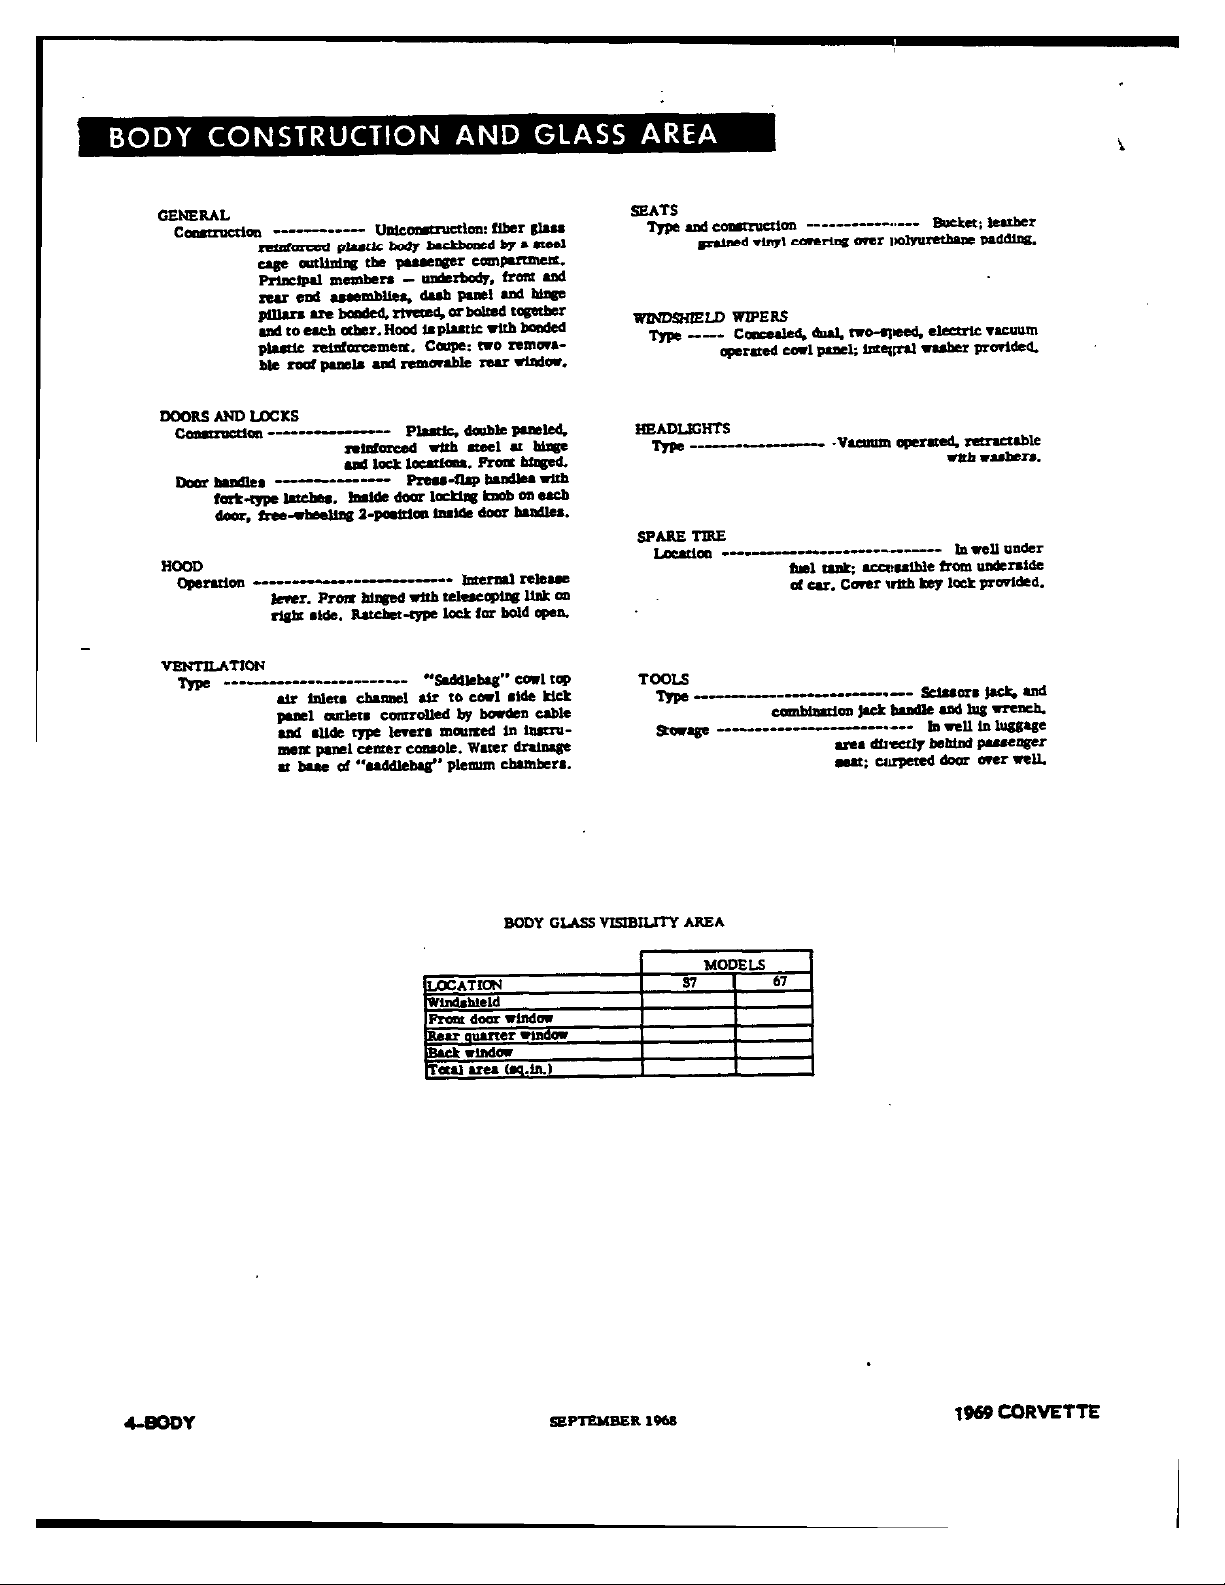 BODY CONSTRUCTION AND GLASS AREA
GENERAL
Construction ------------ Uniconstruction: fiber glass
reinforced plastic body backboned by a steel
cage outlining the passenger compartment.
Principal members — underbody, front and
rear end assemblies, dash panel and hinge
pillars are bonded, riveted, or bolted together
and to each other. Hood is plastic with bonded
plastic reinforcement. Coupe: two remova-
ble roof panels and removable rear window.
DOORS AND LOCKS
Construction ---------------- Plastic, double paneled,
reinforced with steel at hinge
and lock locations. Front hinged.
Door handles --------------- Press-flap handles with
fork-type latches. Inside door locking knob on each
door, free-wheeling 2-position inside door handles.
HOOD
Operation -------------------------- Internal release
lever. Front hinged with telescoping link on
right side. Ratchet-type lock for hold open.
VENTILATION
Type ------------------------ "Saddlebag" cowl top
air inlets channel air to cowl side kick
panel outlets controlled by bowden cable
and slide type levers mounted in instru-
ment panel center console. Water drainage
at base of "saddlebag" plenum chambers.
SEATS
Type and construction --------------- Bucket; leather
grained vinyl covering over polyurethane padding.
WINDSHIELD WIPERS
Type ----- Concealed, dual, two-speed, electric vacuum
operated cowl panel; integral washer provided.
HEADLIGHTS
Type ------------------ -Vacuum operated, retractable
with washers.
SPARE TIRE
Location ----------------------------- In well under
fuel tank; accessible from underside
of car. Cover with key lock provided.
TOOLS
Type ----------------------------- Scissors jack, and
combination jack handle and lug wrench.
Stowage -------------------------- In well in luggage
area directly behind passenger
seat; carpeted door over well.
BODY GLASS VISIBILITY AREA
MODELS
LOCATION 37 67
Windshield
Front door window
Rear quarter window
Back window
Total area (sq.in.)
4-BODY
SEPTEMBER 1968
1969 CORVETTE